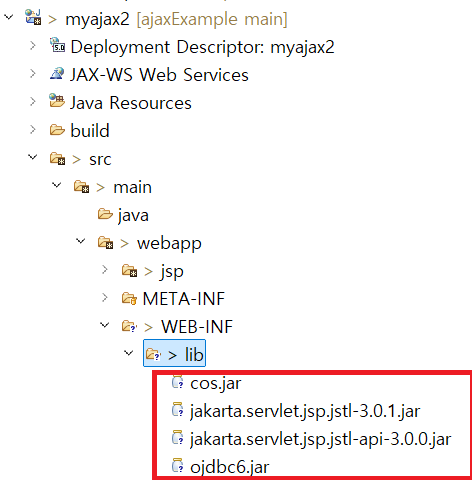 > myajax2 [ajaxExample main]
5.0 Deployment Descriptor: myajax2
JAX-WS Web Services
Java Resources
build
> src
> main
java
> webapp
> jsp
META-INF
> WEB-INF
> lib
cos.jar
jakarta.servlet.jsp.jstl-3.0.1.jar
jakarta.servlet.jsp.jstl-api-3.0.0.jar
ojdbc6.jar